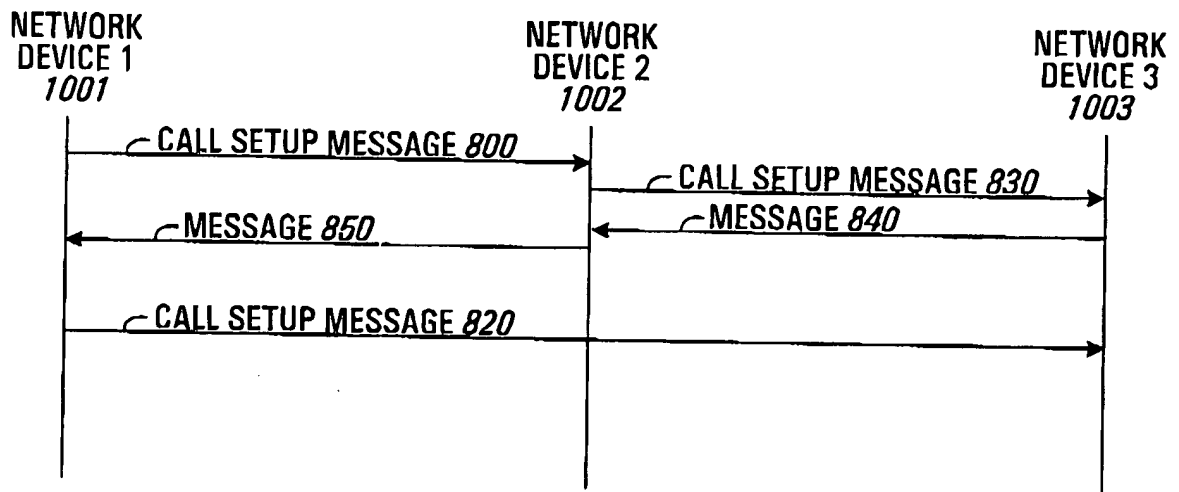 NETWORK
DEVICE 1
1001
NETWORK
DEVICE 2
1002
NETWORK
DEVICE 3
1003
CALL SETUP MESSAGE 800
CALL SETUP MESSAGE 830
MESSAGE 840
MESSAGE 850
CALL SETUP MESSAGE 820